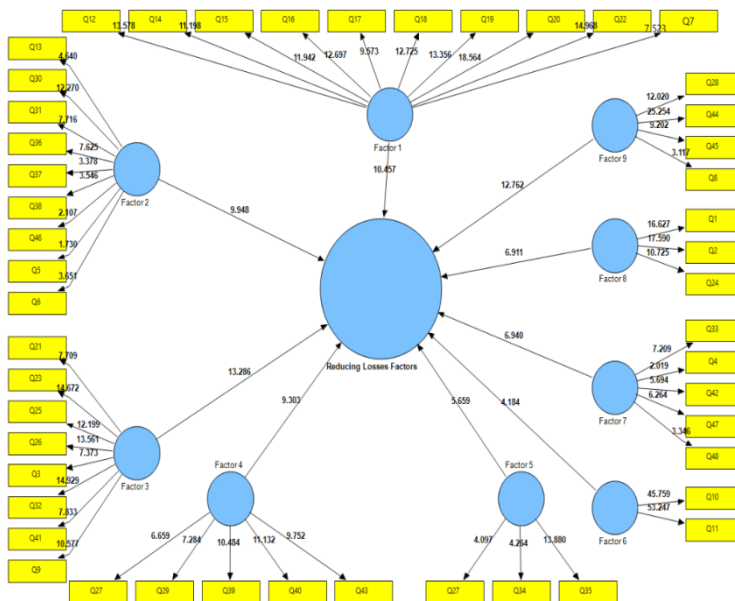 Q12 Q14 Q15 Q16 Q17 Q18 Q19 Q20 Q22 Q7
13.578 11.198 11.942 12.697 9.573 12.725 13.356 18.564 14.968 7.523
Factor 1
10.457
Q13
Q30
Q31
Q36
Q37
Q38
Q46
Q5
Q6
4.640
12.270
7.716
7.625
3.378
3.546
2.107
1.730
3.651
Factor 2
9.948
Q28
Q44
Q45
Q8
12.020
25.254
9.202
3.117
Factor 9
12.762
Q1
Q2
Q24
16.627
17.590
10.725
Factor 8
6.911
Reducing Losses Factors
Q21
Q23
Q25
Q26
Q3
Q32
Q41
Q9
7.709
14.672
12.199
13.561
7.373
14.929
7.833
10.577
Factor 3
13.286
Q33
Q4
Q42
Q47
Q48
7.209
2.019
5.694
6.264
3.346
Factor 7
6.940
Factor 4
9.303
6.659 7.284 10.484 11.132 9.752
Q27 Q29 Q39 Q40 Q43
Factor 5
5.659
4.097 4.264 13.880
Q27 Q34 Q35
Factor 6
4.184
45.759
53.247
Q10
Q11